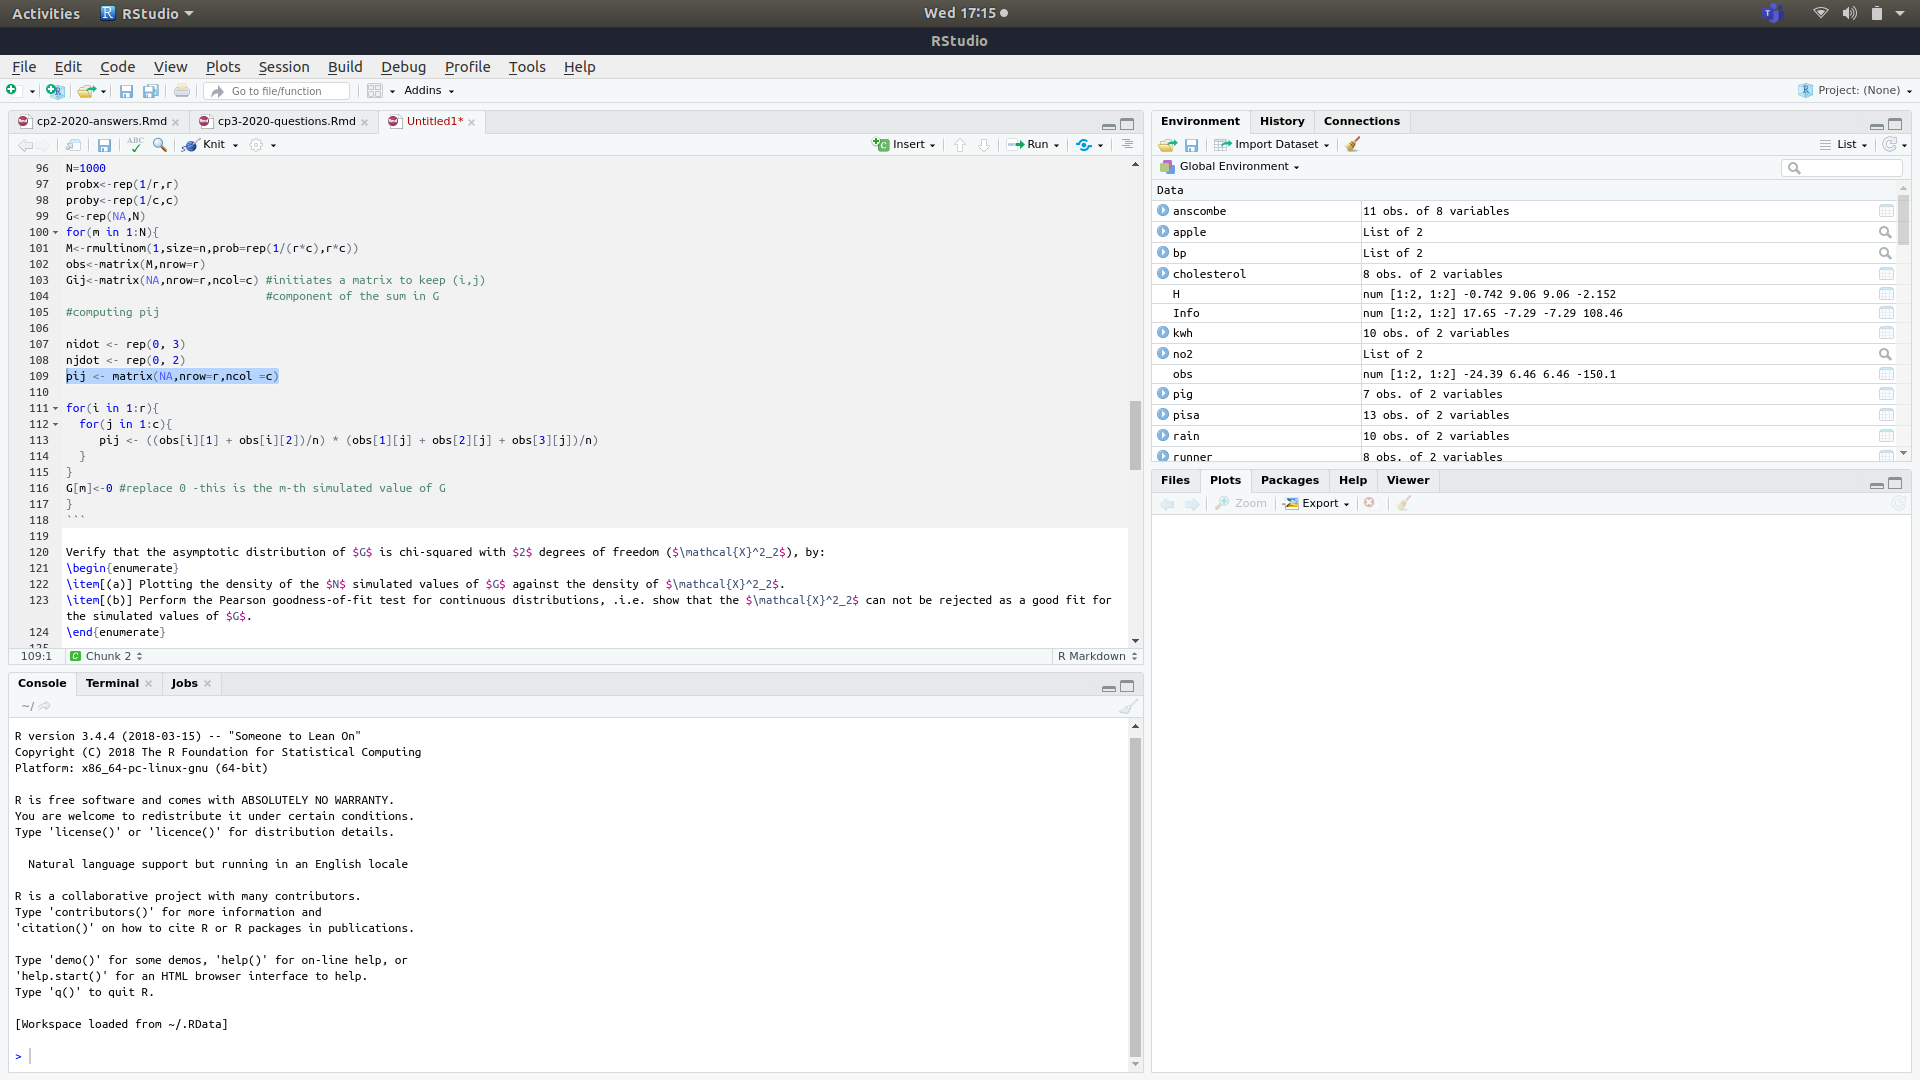 Activities RStudio Wed 17:15
RStudio
File Edit Code View Plots Session Build Debug Profile Tools Help
Go to file/function Addins Project: (None)
cp2-2020-answers.Rmd cp3-2020-questions.Rmd Untitled1*
ABC Knit Insert Run
96 N=1000
97 probx<-rep(1/r,r)
98 proby<-rep(1/c,c)
99 G<-rep(NA,N)
100 for(m in 1:N){
101 M<-rmultinom(1,size=n,prob=rep(1/(r*c),r*c))
102 obs<-matrix(M,nrow=r)
103 Gij<-matrix(NA,nrow=r,ncol=c) #initiates a matrix to keep (i,j)
104 #component of the sum in G
105 #computing pij
106
107 nidot <- rep(0, 3)
108 njdot <- rep(0, 2)
109 pij <- matrix(NA,nrow=r,ncol =c)
110
111 for(i in 1:r){
112 for(j in 1:c){
113 pij <- ((obs[i][1] + obs[i][2])/n) * (obs[1][j] + obs[2][j] + obs[3][j])/n)
114 }
115 }
116 G[m]<-0 #replace 0 -this is the m-th simulated value of G
117 }
118 ```
119
120 Verify that the asymptotic distribution of $G$ is chi-squared with $2$ degrees of freedom ($\mathcal{X}^2_2$), by:
121 \begin{enumerate}
122 \item[(a)] Plotting the density of the $N$ simulated values of $G$ against the density of $\mathcal{X}^2_2$.
123 \item[(b)] Perform the Pearson goodness-of-fit test for continuous distributions, .i.e. show that the $\mathcal{X}^2_2$ can not be rejected as a good fit for
the simulated values of $G$.
124 \end{enumerate}
125
109:1 Chunk 2 R Markdown
Console Terminal Jobs
~/
R version 3.4.4 (2018-03-15) -- "Someone to Lean On"
Copyright (C) 2018 The R Foundation for Statistical Computing
Platform: x86_64-pc-linux-gnu (64-bit)
R is free software and comes with ABSOLUTELY NO WARRANTY.
You are welcome to redistribute it under certain conditions.
Type 'license()' or 'licence()' for distribution details.
Natural language support but running in an English locale
R is a collaborative project with many contributors.
Type 'contributors()' for more information and
'citation()' on how to cite R or R packages in publications.
Type 'demo()' for some demos, 'help()' for on-line help, or
'help.start()' for an HTML browser interface to help.
Type 'q()' to quit R.
[Workspace loaded from ~/.RData]
>
Environment History Connections
Import Dataset List
Global Environment
Data
anscombe 11 obs. of 8 variables
apple List of 2
bp List of 2
cholesterol 8 obs. of 2 variables
H num [1:2, 1:2] -0.742 9.06 9.06 -2.152
Info num [1:2, 1:2] 17.65 -7.29 -7.29 108.46
kwh 10 obs. of 2 variables
no2 List of 2
obs num [1:2, 1:2] -24.39 6.46 6.46 -150.1
pig 7 obs. of 2 variables
pisa 13 obs. of 2 variables
rain 10 obs. of 2 variables
runner 8 obs. of 2 variables
Files Plots Packages Help Viewer
Zoom Export